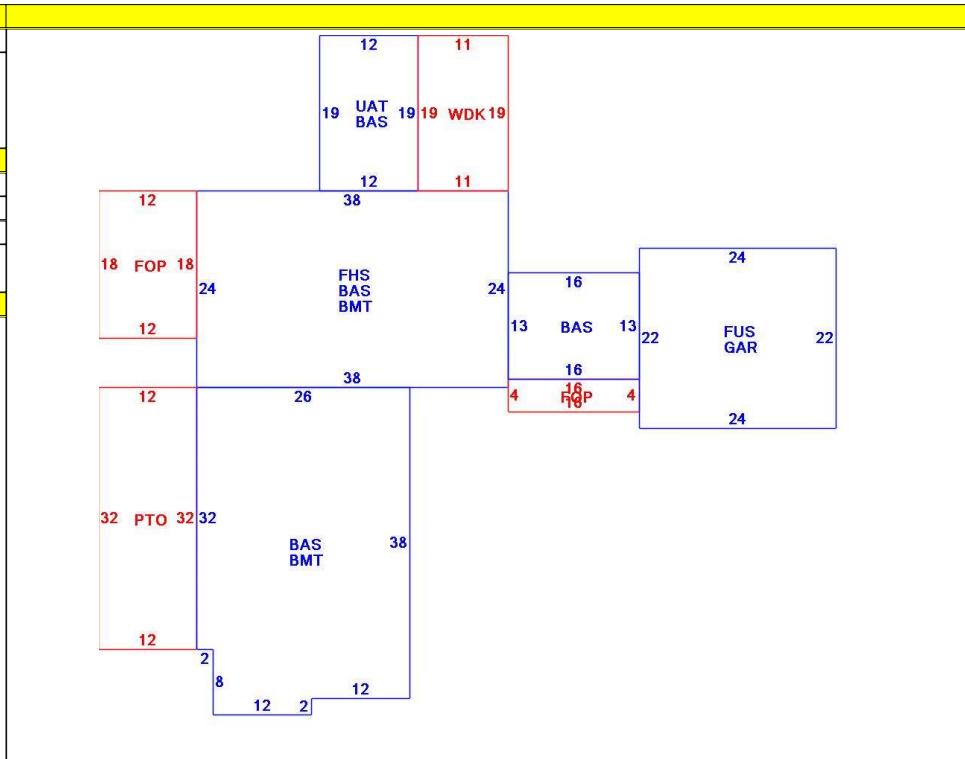 12 11
19 UAT 19 19 WDK 19
BAS
12 11
12 38
18 FOP 18
24 FHS 24
BAS
BMT
12
38
24
16
13 BAS 13
16
22 FUS 22
GAR
24
16
4 FOP 4
16
12 26
32 PTO 32 32
BAS 38
BMT
12
2
8
12
12 2